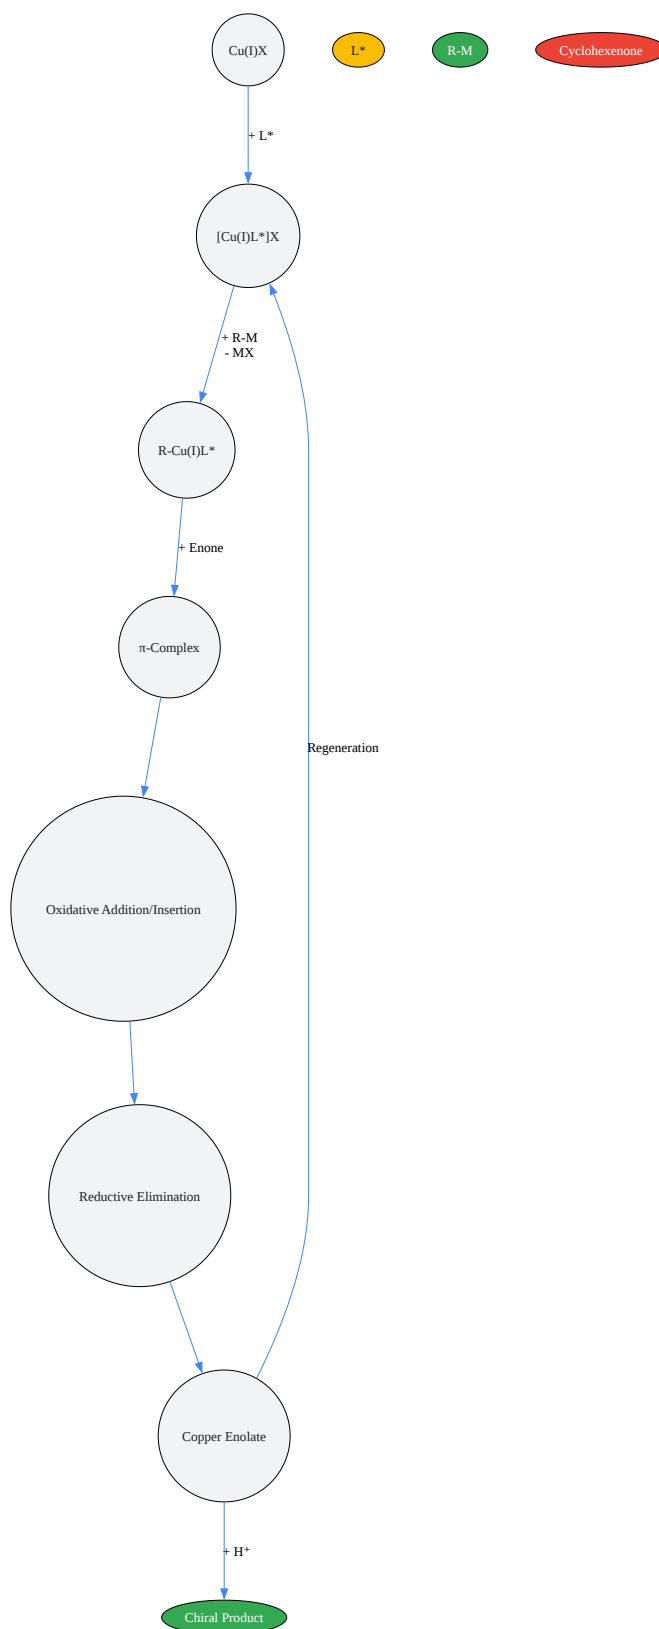 Cu(I)X
L*
R-M
Cyclohexenone
+ L*
[Cu(I)L*]X
+ R-M
- MX
R-Cu(I)L*
+ Enone
π-Complex
Regeneration
Oxidative Addition/Insertion
Reductive Elimination
Copper Enolate
+ H⁺
Chiral Product